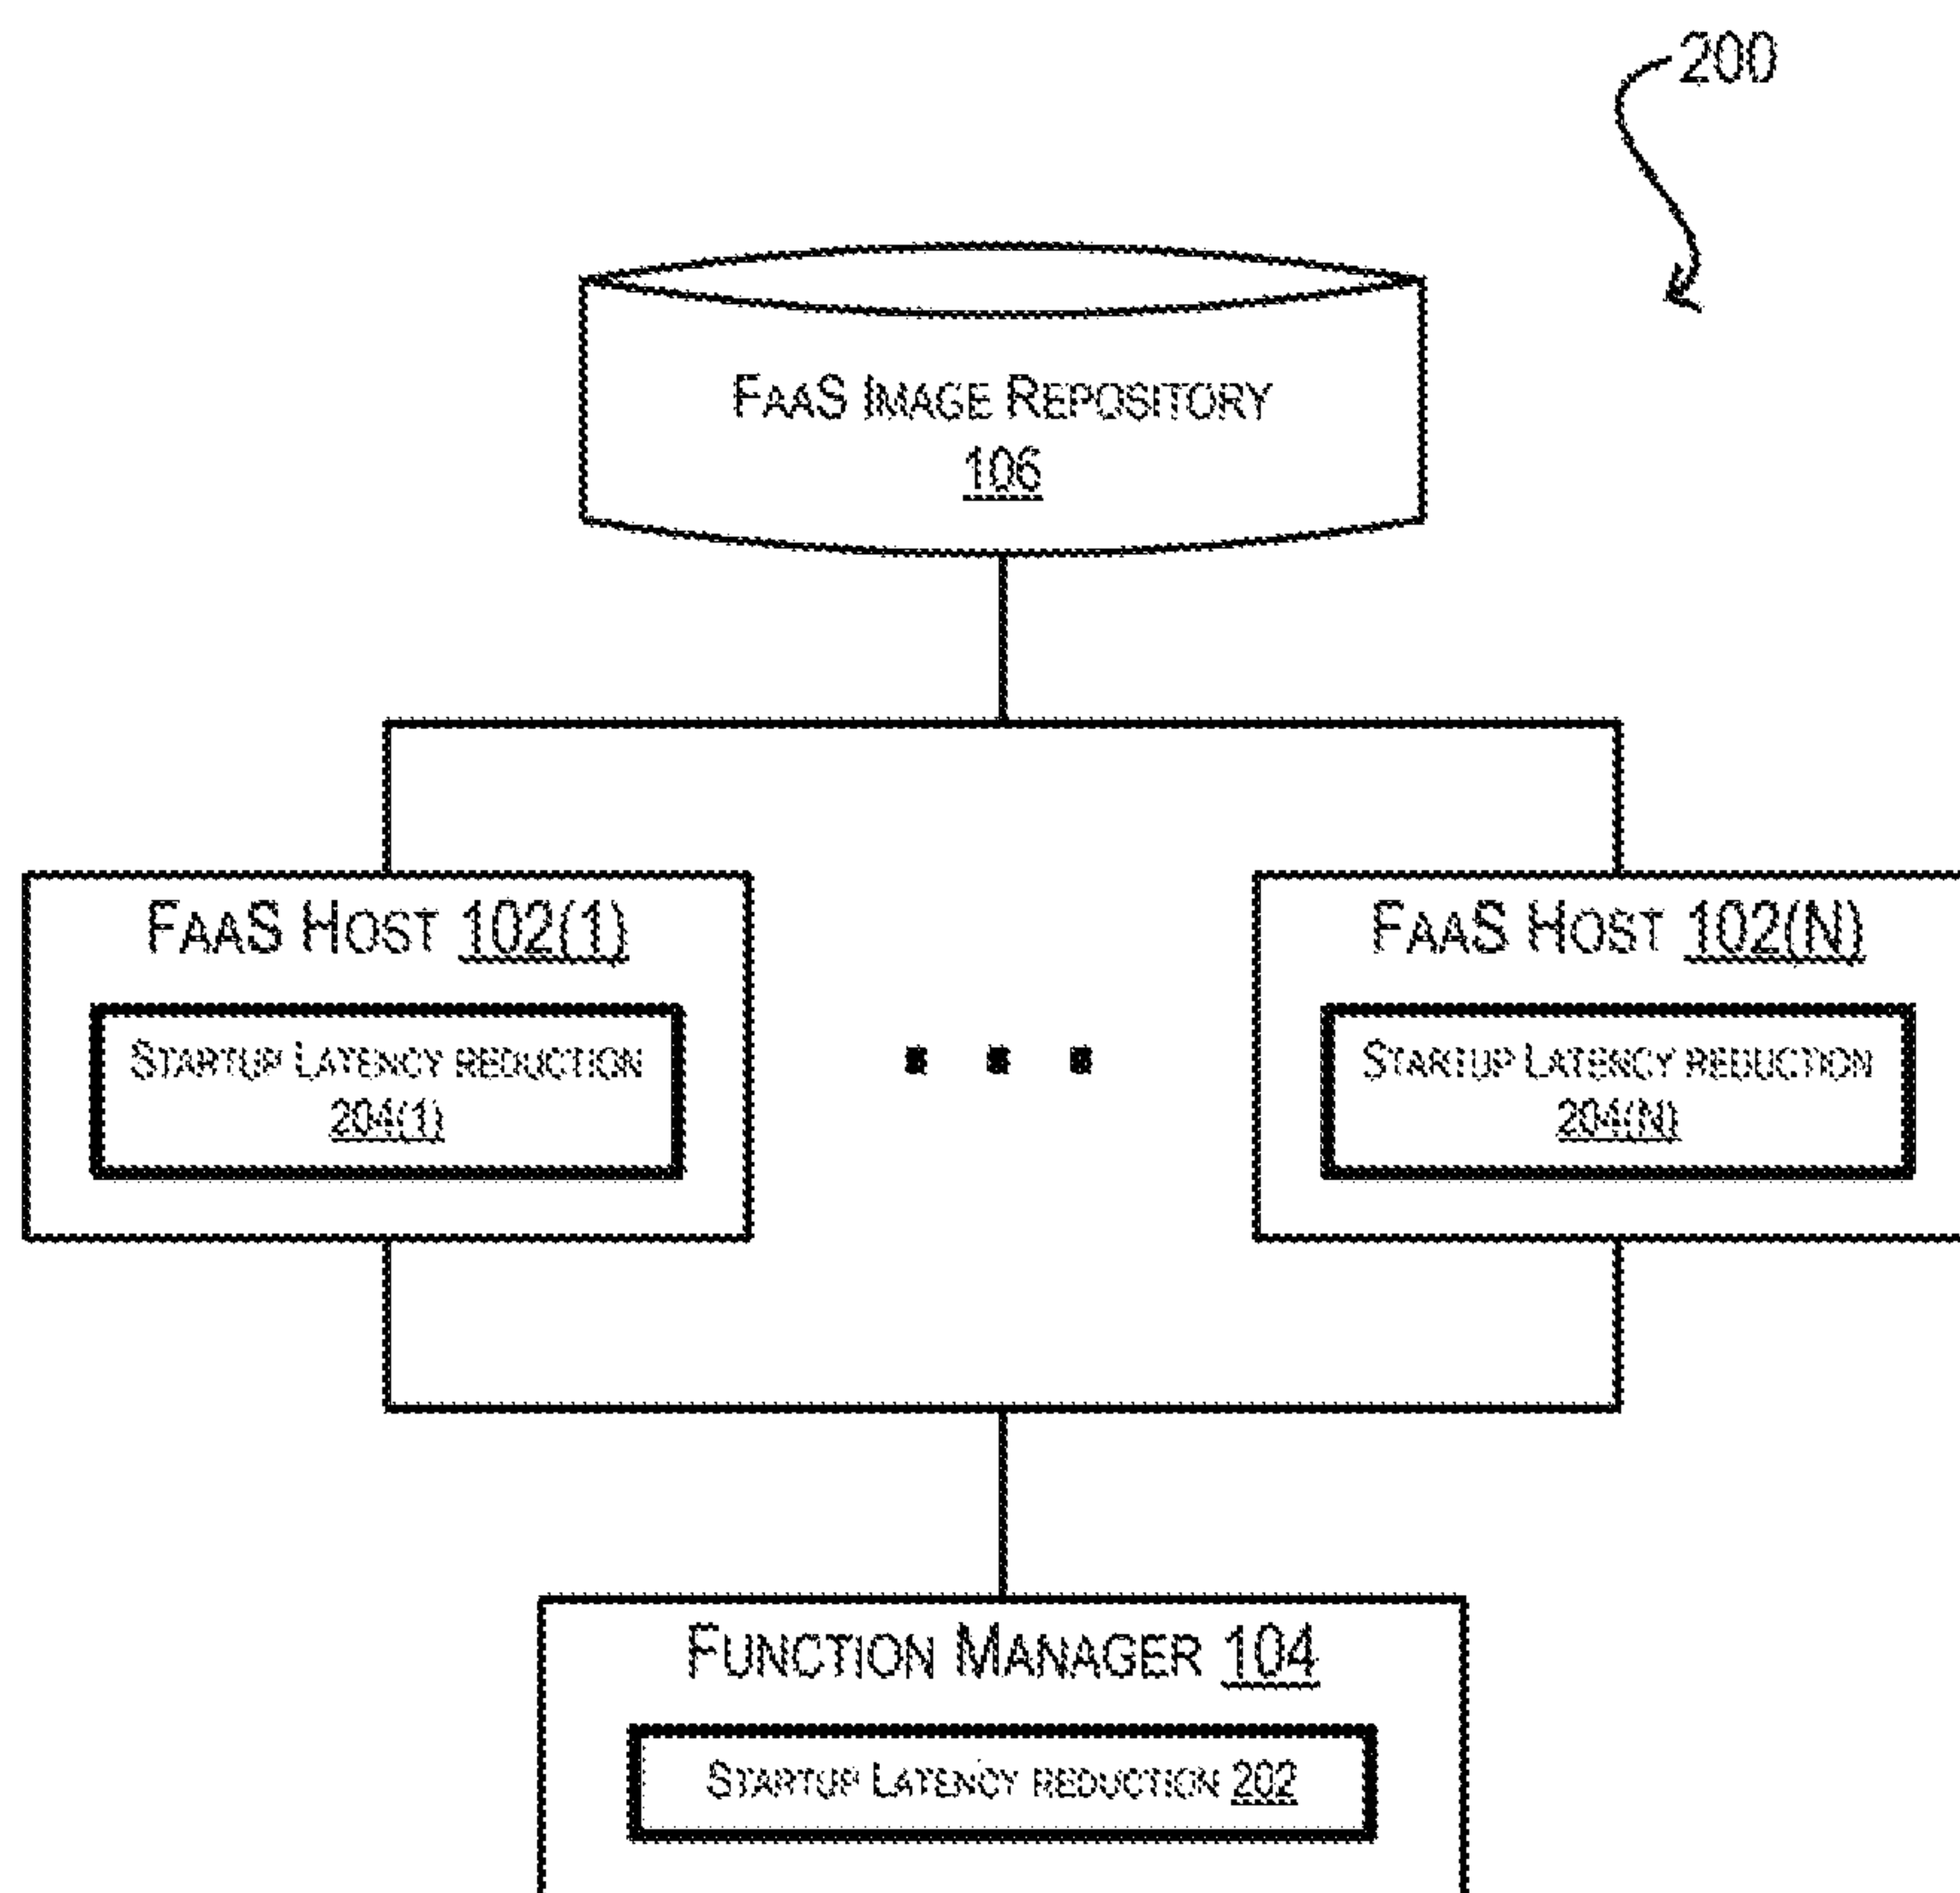 200
FAAS IMAGE REPOSITORY
106
FAAS HOST 102(1)
STARTUP LATENCY REDUCTION
204(1)
FAAS HOST 102(N)
STARTUP LATENCY REDUCTION
204(N)
FUNCTION MANAGER 104
STARTUP LATENCY REDUCTION 202